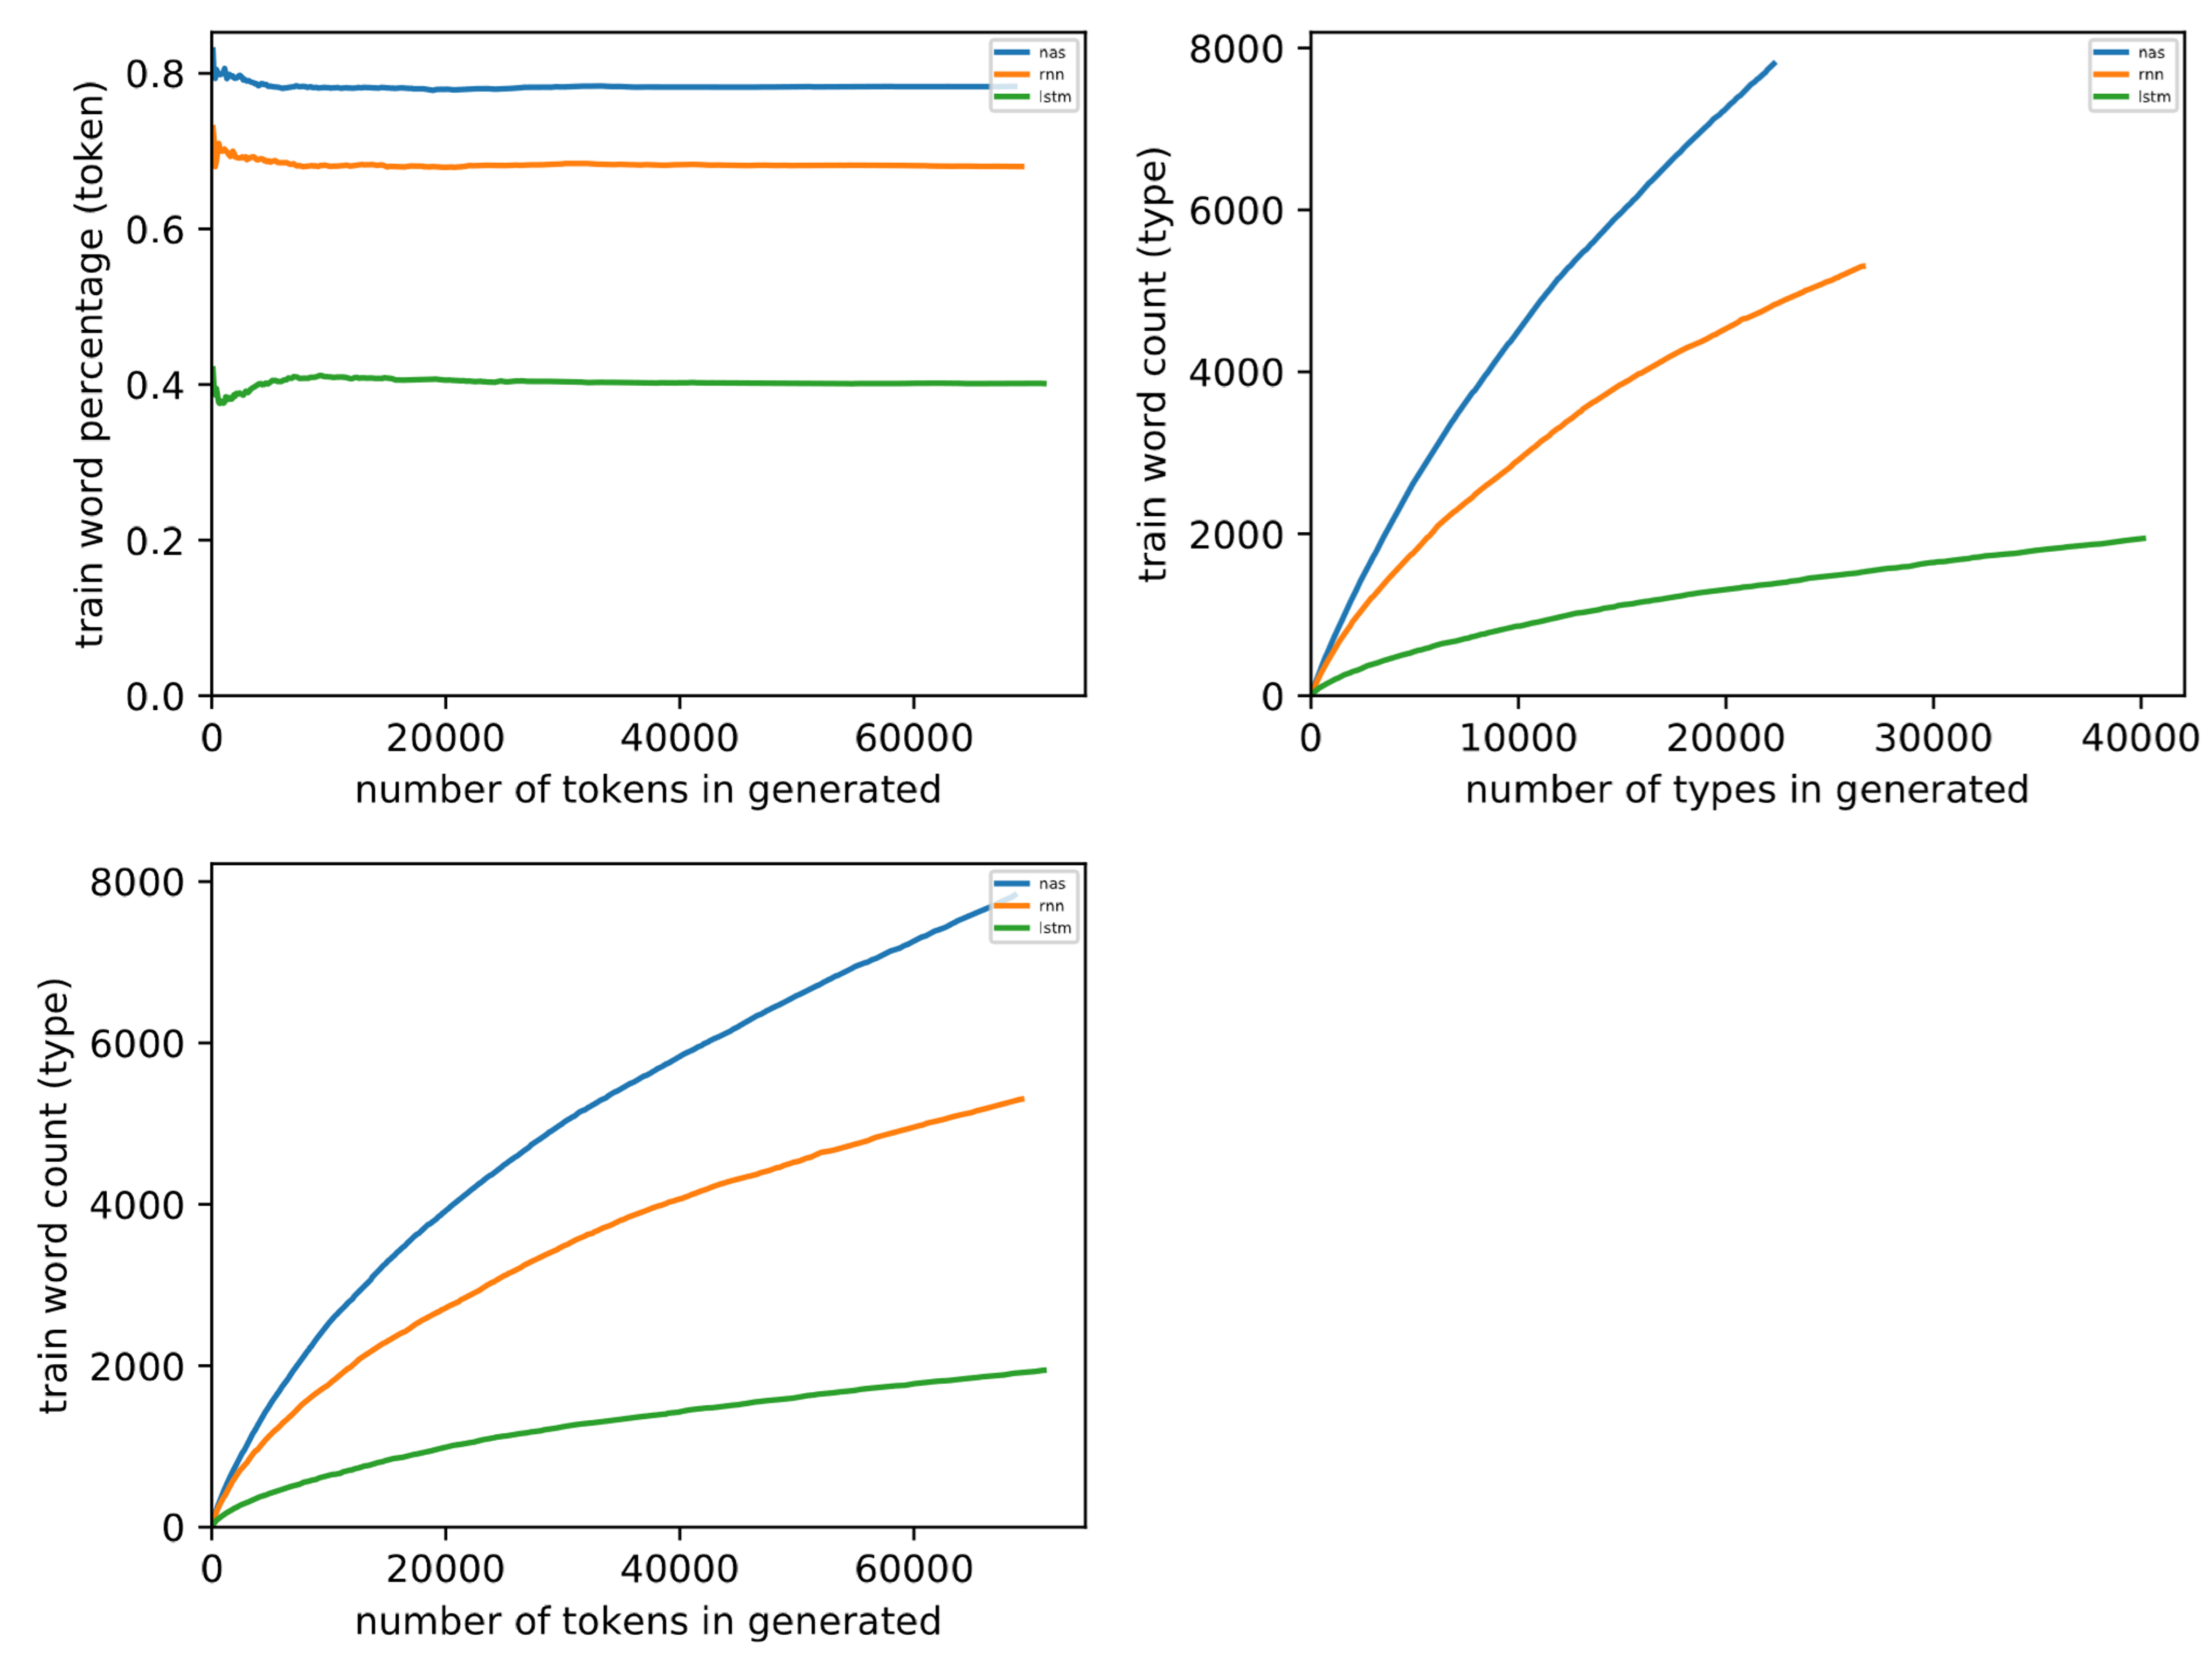 train word percentage (token)
0.8
0.6
0.4
0.2
0.0
0 20000 40000 60000
number of tokens in generated
nas
rnn
lstm
train word count (type)
8000
6000
4000
2000
0
0 10000 20000 30000 40000
number of types in generated
nas
rnn
lstm
train word count (type)
8000
6000
4000
2000
0
0 20000 40000 60000
number of tokens in generated
nas
rnn
lstm